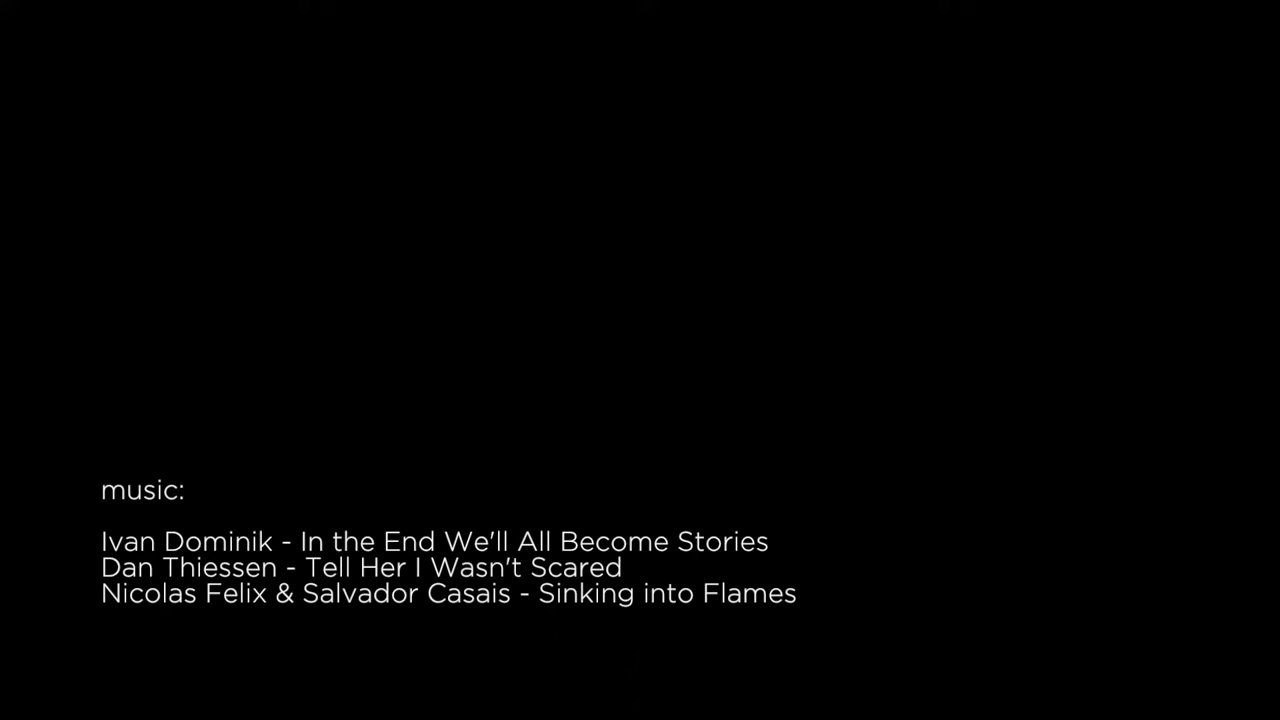 music:
Ivan Dominik - In the End We'll All Become Stories
Dan Thiessen - Tell Her I Wasn't Scared
Nicolas Felix & Salvador Casais - Sinking into Flames